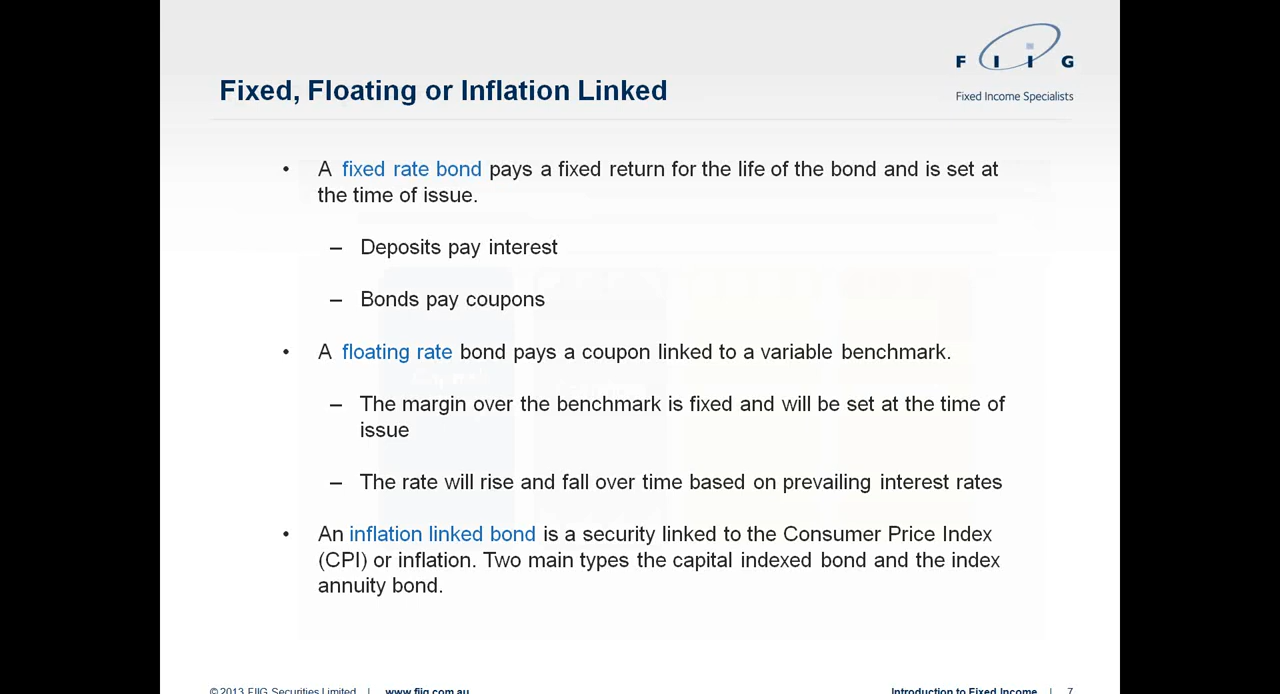 F I I G
Fixed Income Specialists
Fixed, Floating or Inflation Linked
• A fixed rate bond pays a fixed return for the life of the bond and is set at
the time of issue.
– Deposits pay interest
– Bonds pay coupons
• A floating rate bond pays a coupon linked to a variable benchmark.
– The margin over the benchmark is fixed and will be set at the time of
issue
– The rate will rise and fall over time based on prevailing interest rates
• An inflation linked bond is a security linked to the Consumer Price Index
(CPI) or inflation. Two main types the capital indexed bond and the index
annuity bond.
© 2013 FIIG Securities Limited | www.fiig.com.au Introduction to Fixed Income | 7